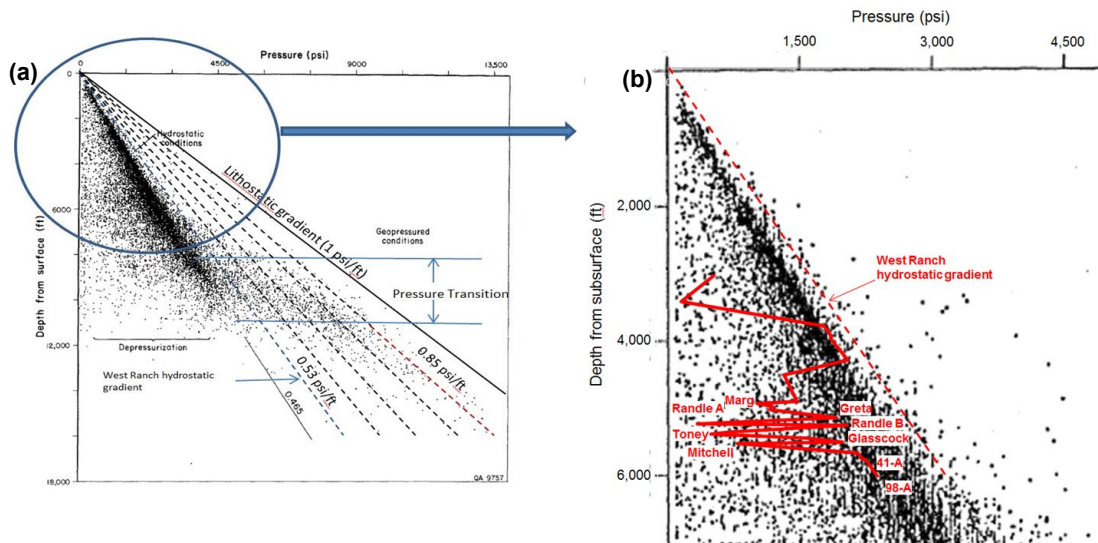 (a)
Pressure (psi)
0
4500
9000
13,500
0
6000
12,000
18,000
Depth from surface (ft)
Hydrostatic
conditions
Lithostatic gradient (1 psi/ft)
Geopressured
conditions
Pressure Transition
Depressurization
West Ranch hydrostatic
gradient
0.53 psi/ft
0.85 psi/ft
0.465
QA 9757
(b)
Pressure (psi)
1,500
3,000
4,500
2,000
4,000
6,000
Depth from subsurface (ft)
West Ranch
hydrostatic gradient
Marg
Randle A
Greta
Randle B
Toney
Glasscock
Mitchell
41-A
98-A